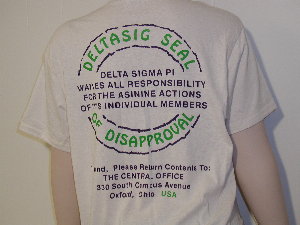 DELTASIG SEAL
DELTA SIGMA PI
WAIVES ALL RESPONSIBILITY
FOR THE ASININE ACTIONS
OF ITS INDIVIDUAL MEMBERS
OF DISAPPROVAL
Please Return Contents To:
THE CENTRAL OFFICE
330 South Campus Avenue
Oxford, Ohio USA